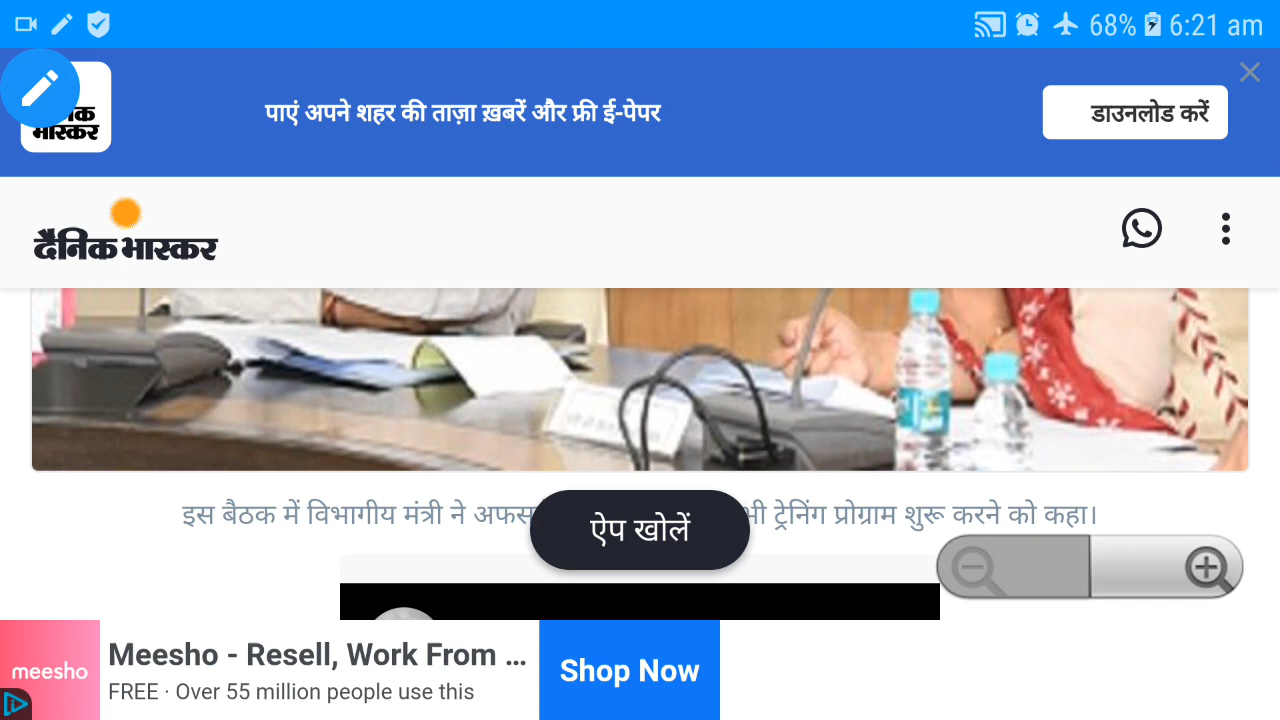 68% 6:21 am
भास्कर
पाएं अपने शहर की ताज़ा ख़बरें और फ्री ई-पेपर
डाउनलोड करें
दैनिक भास्कर
इस बैठक में विभागीय मंत्री ने ट्रेनिंग प्रोग्राम शुरू करने को कहा।
ऐप खोलें
meesho
Meesho - Resell, Work From ...
FREE · Over 55 million people use this
Shop Now